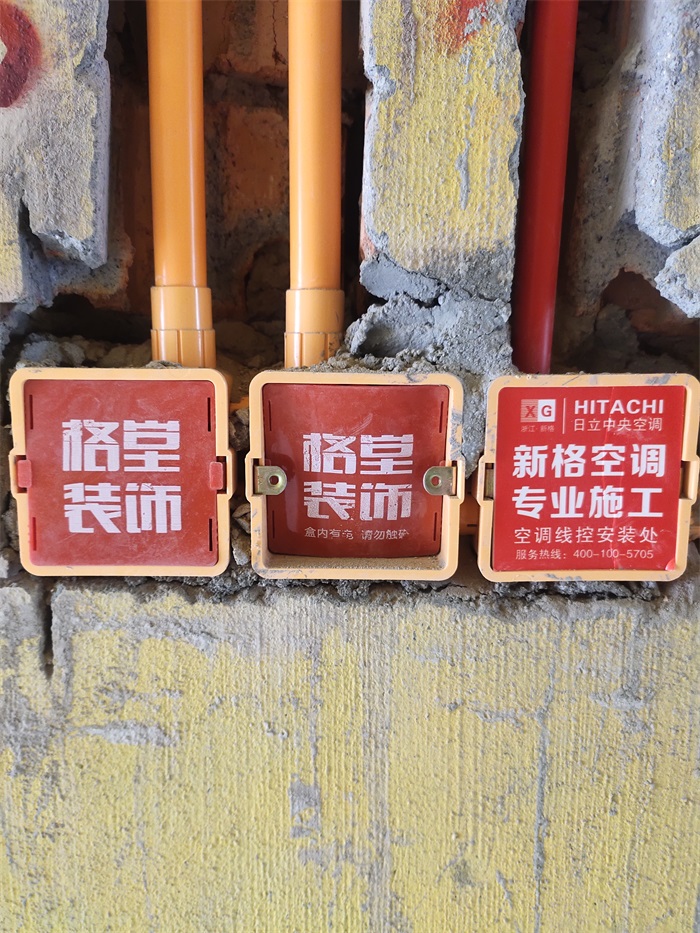 格堂
装饰
格堂
装饰
盒内有电 请勿触碰
XG
浙江·新格
HITACHI
日立中央空调
新格空调
专业施工
空调线控安装处
服务热线：400-100-5705